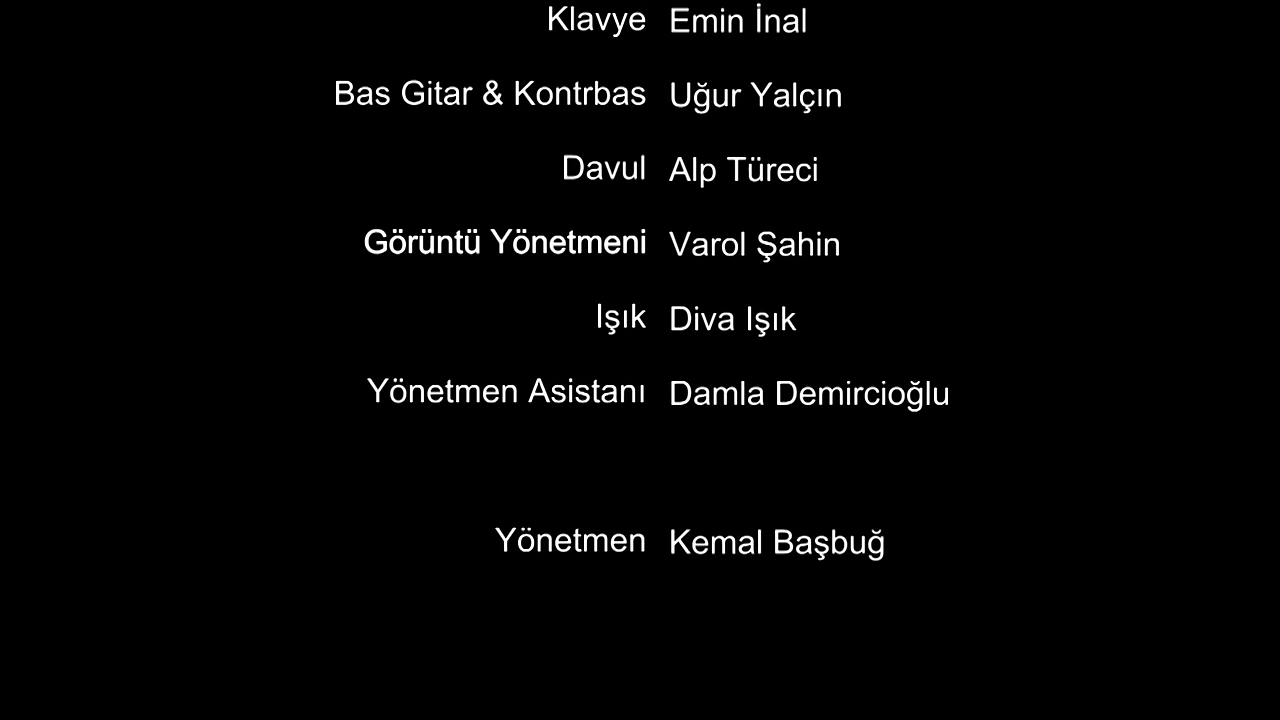 Klavye Emin İnal
Bas Gitar & Kontrbas Uğur Yalçın
Davul Alp Türeci
Görüntü Yönetmeni Varol Şahin
Işık Diva Işık
Yönetmen Asistanı Damla Demircioğlu
Yönetmen Kemal Başbuğ